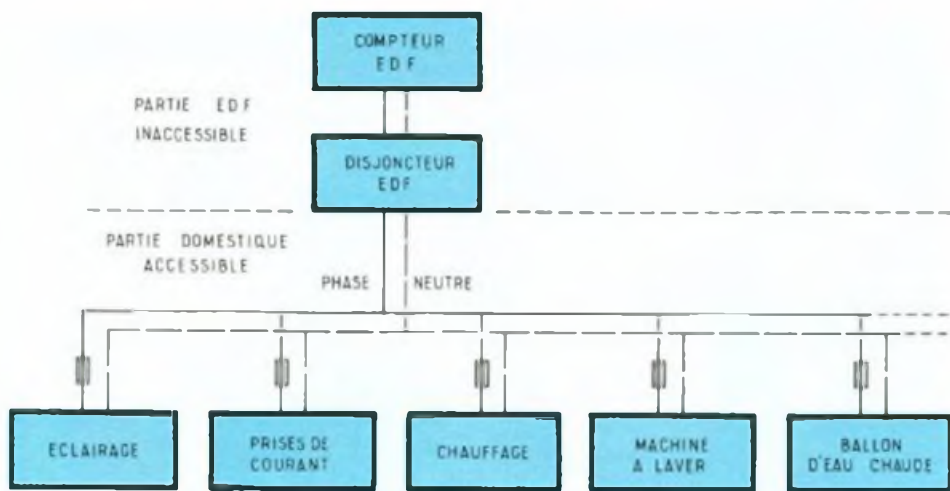 COMPTEUR
EDF
PARTIE EDF
INACCESSIBLE
DISJONCTEUR
EDF
PARTIE DOMESTIQUE
ACCESSIBLE
PHASE
NEUTRE
ECLAIRAGE
PRISES DE
COURANT
CHAUFFAGE
MACHINE
A LAVER
BALLON
D'EAU CHAUDE